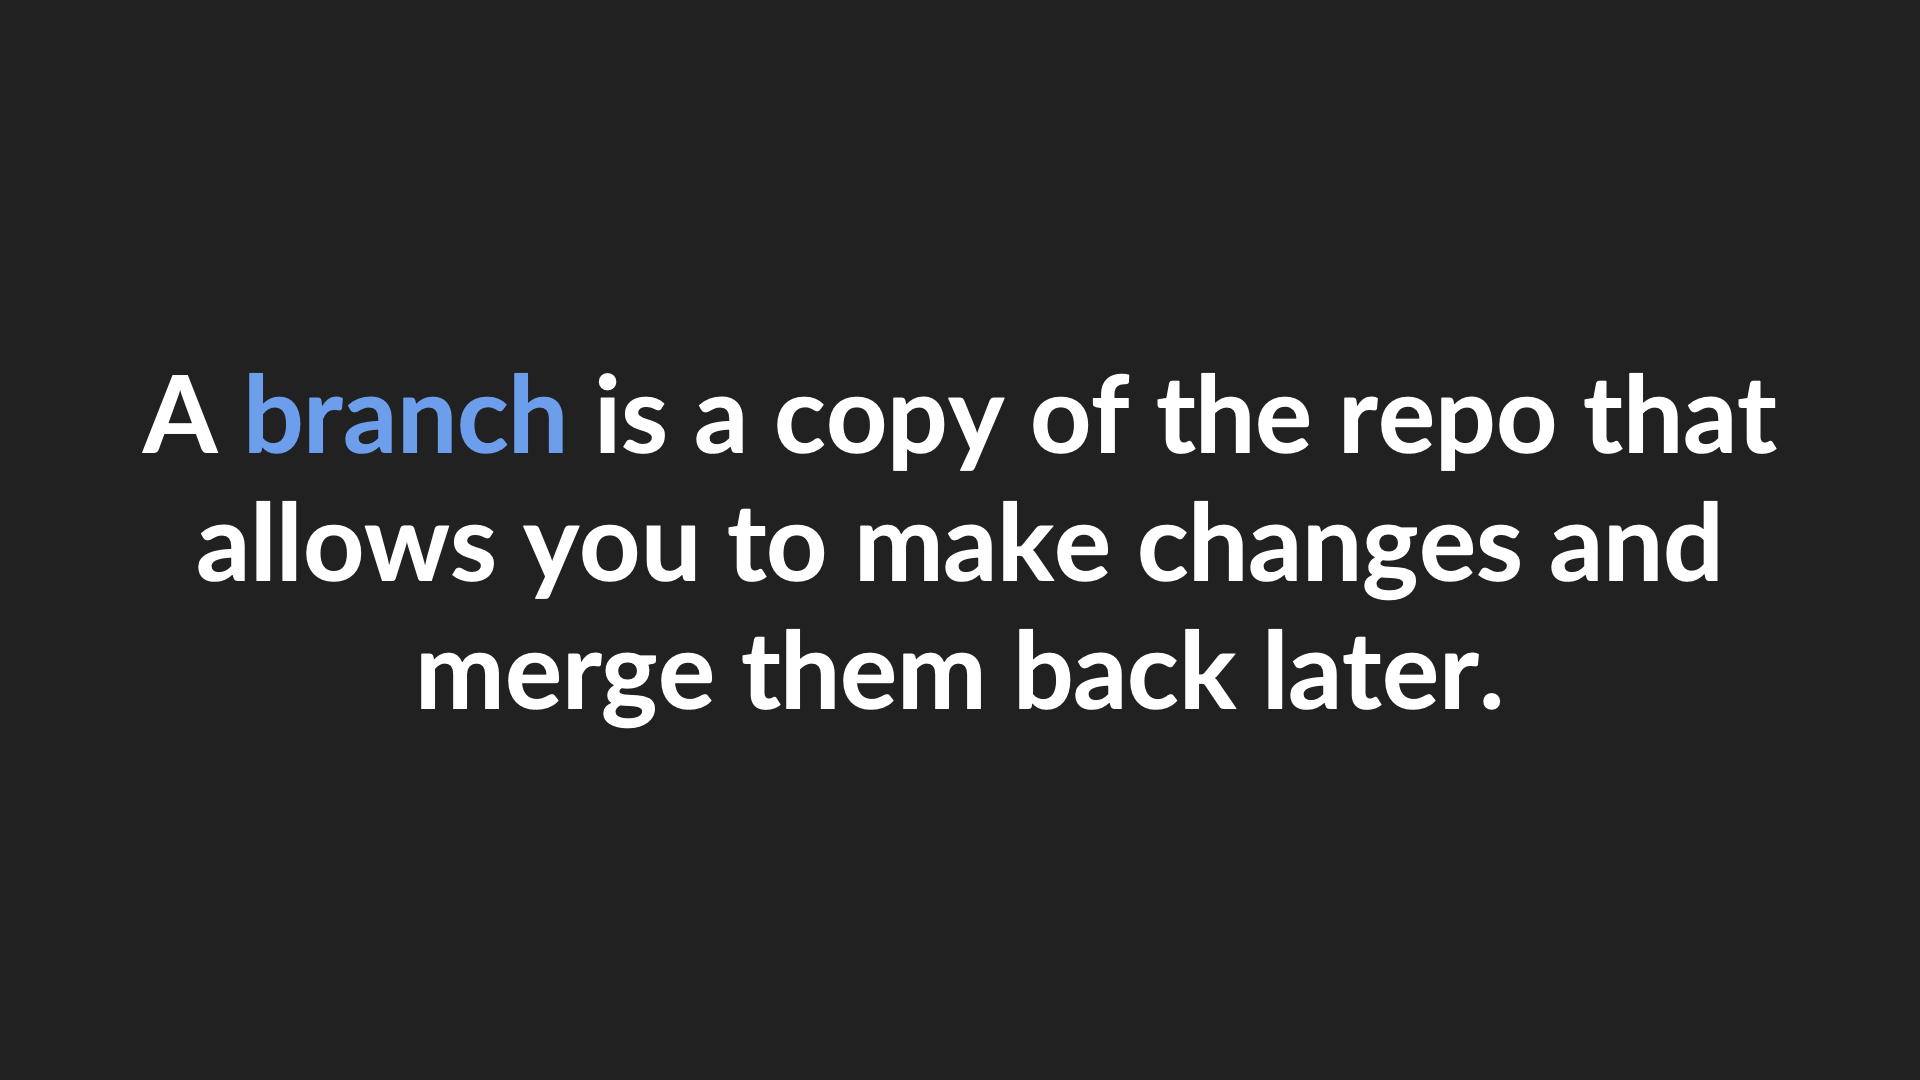 A branch is a copy of the repo that
allows you to make changes and
merge them back later.